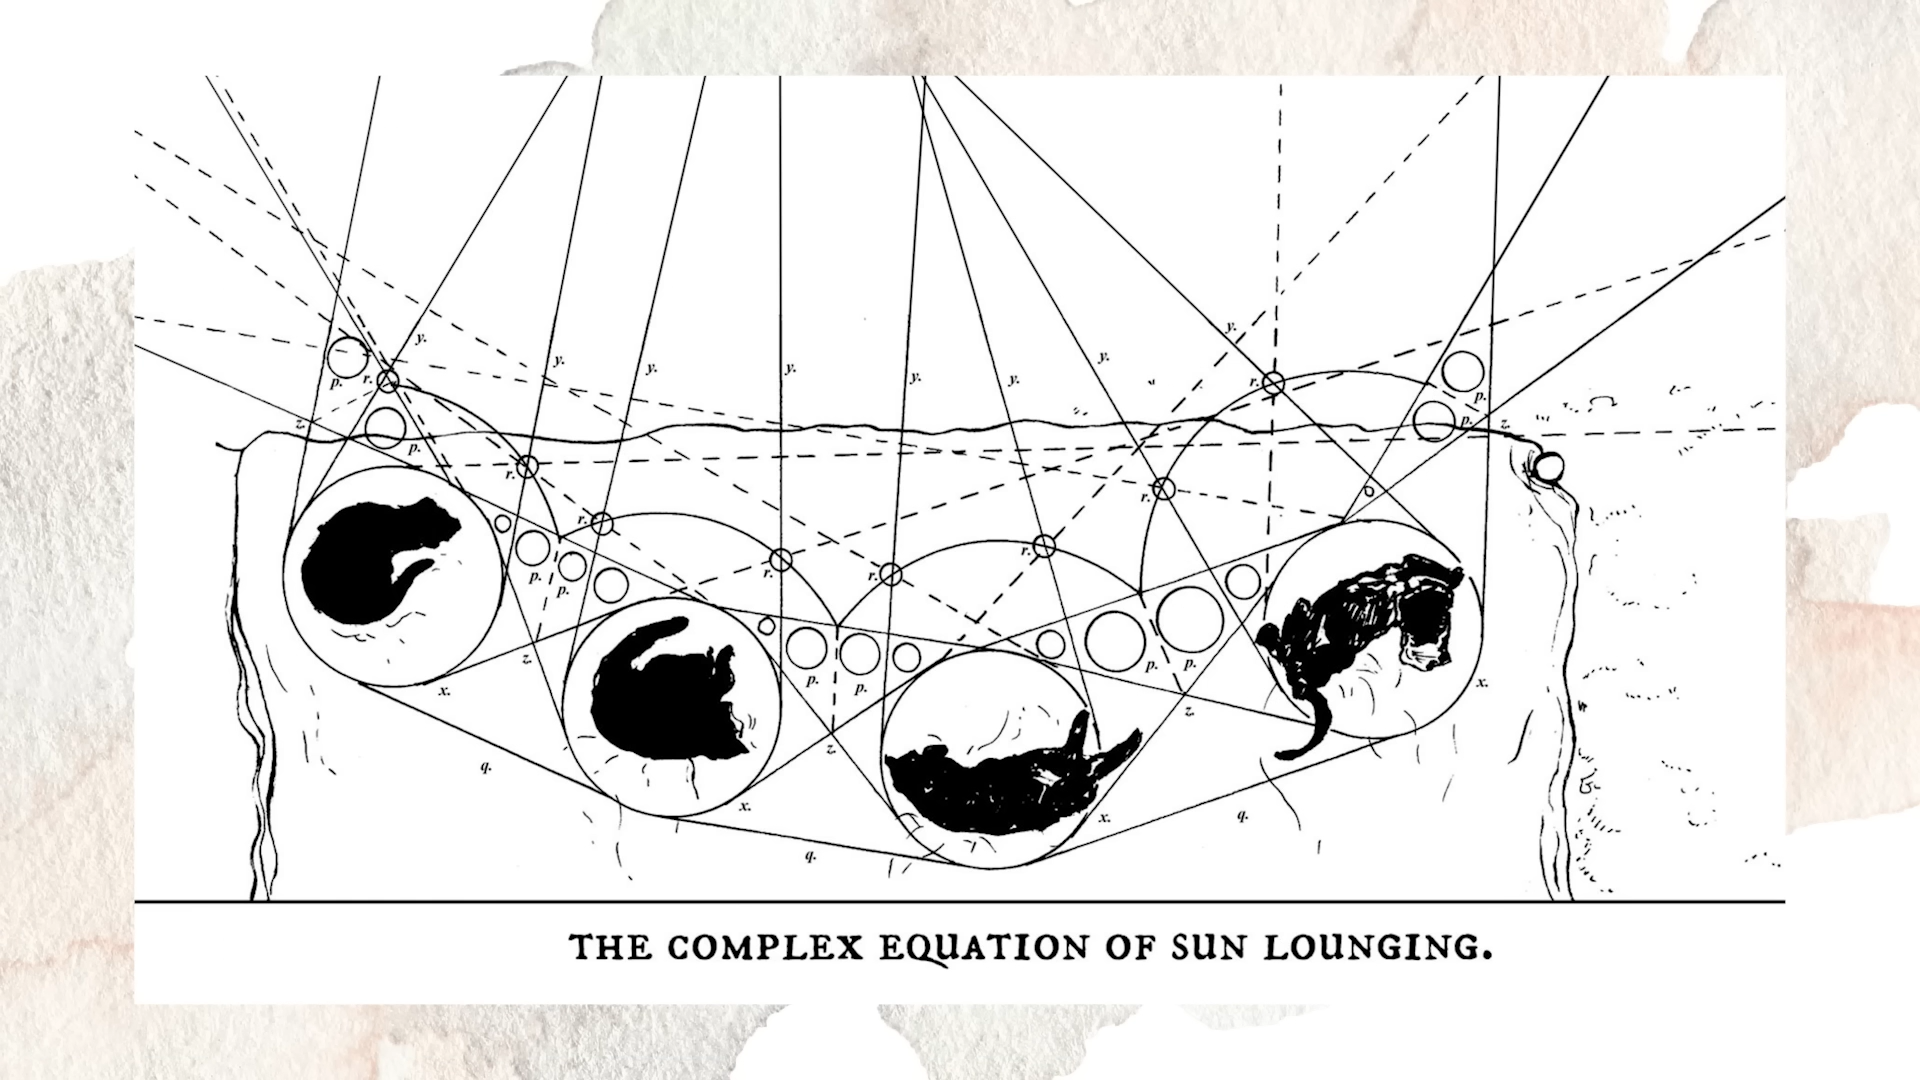 y.
y.
y.
y.
y.
y.
y.
y.
p.
r.
r.
p.
z.
p.
p.
z.
r.
r.
r.
r.
r.
r.
p.
p.
p.
p.
p.
p.
z.
x.
z.
z.
x.
q.
x.
x.
q.
q.
THE COMPLEX EQUATION OF SUN LOUNGING.